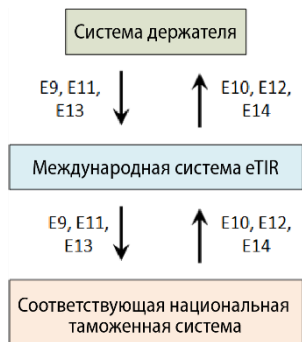 Система держателя
E9, E11,
E13
E10, E12,
E14
Международная система eTIR
E9, E11,
E13
E10, E12,
E14
Соответствующая национальная
таможенная система